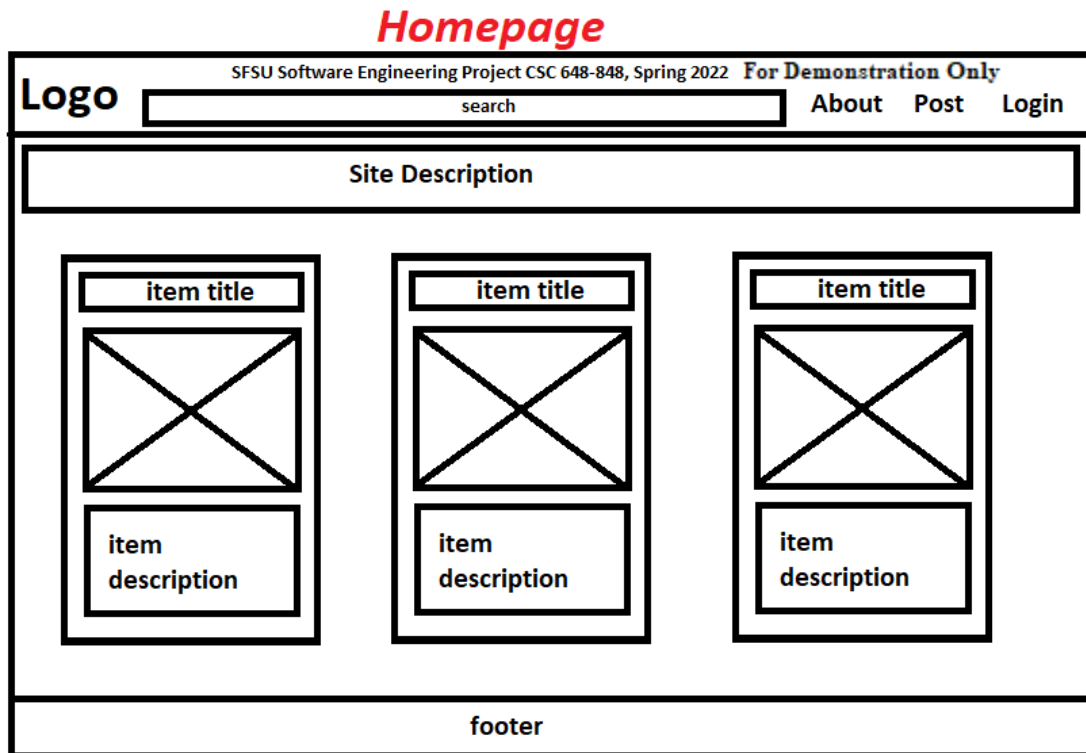 Homepage
SFSU Software Engineering Project CSC 648-848, Spring 2022 For Demonstration Only
Logo search About Post Login
Site Description
item title item title item title
item item item
description description description
footer